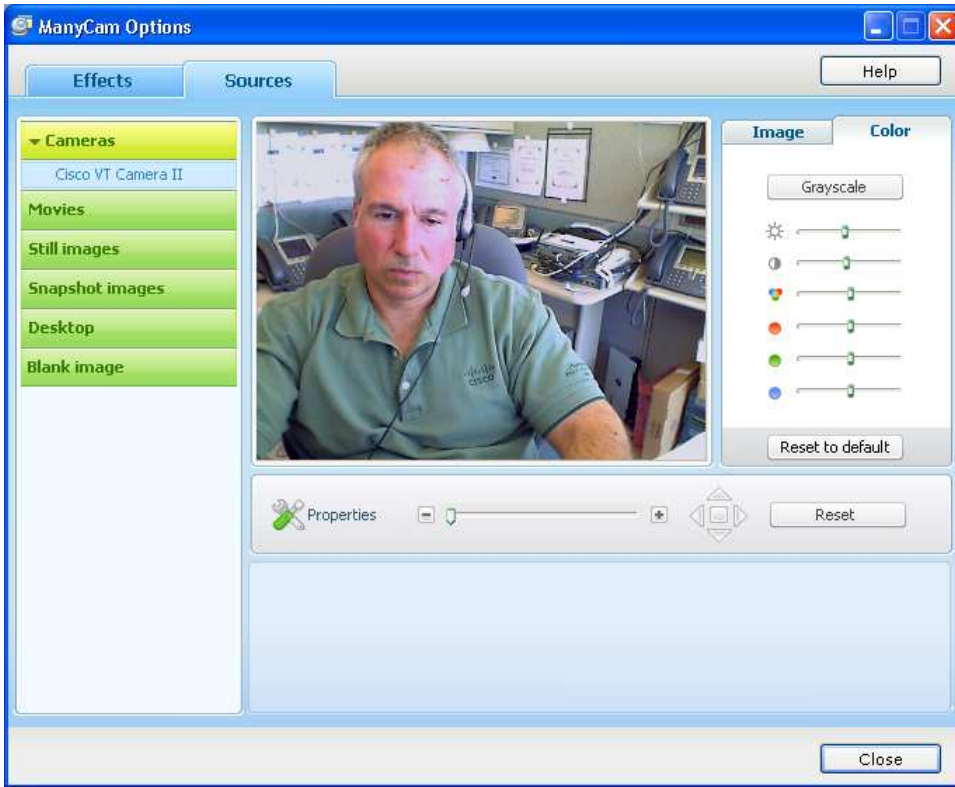 ManyCam Options
Effects
Sources
Help
Cameras
Cisco VT Camera II
Movies
Still images
Snapshot images
Desktop
Blank image
CISCO
Image
Color
Grayscale
Reset to default
Properties
Reset
Close